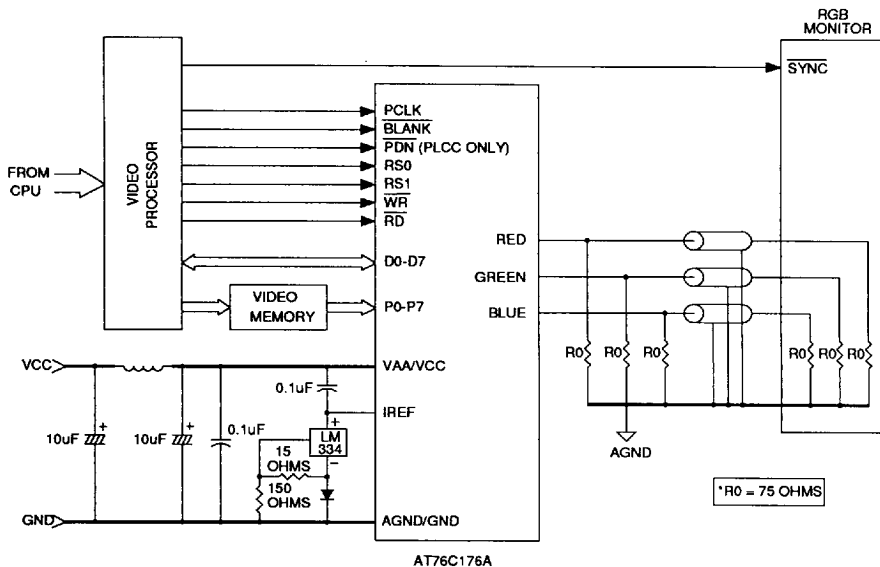 RGB
MONITOR
SYNC
PCLK
BLANK
PDN (PLCC ONLY)
RS0
RS1
WR
RD
FROM
CPU
VIDEO
PROCESSOR
D0-D7
P0-P7
VIDEO
MEMORY
RED
GREEN
BLUE
R0 R0 R0
R0 R0 R0
AGND
VCC
VAA/VCC
0.1uF
IREF
10uF
+
10uF
+
0.1uF
+
LM
334
–
15
OHMS
150
OHMS
GND
AGND/GND
*R0 = 75 OHMS
AT76C176A